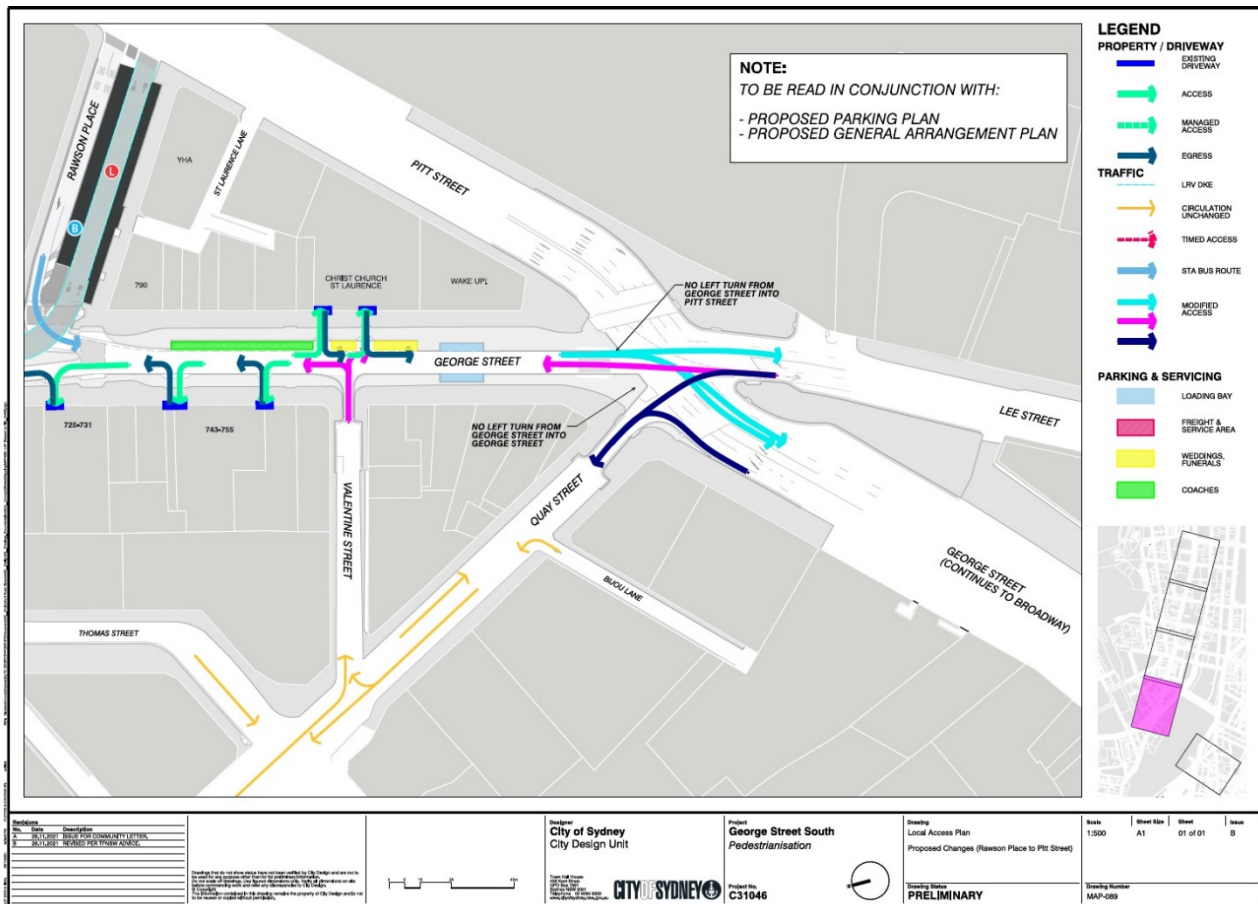 NOTE:
TO BE READ IN CONJUNCTION WITH:
- PROPOSED PARKING PLAN
- PROPOSED GENERAL ARRANGEMENT PLAN
RAWSON PLACE
L
B
YHA
ST LAURENCE LANE
PITT STREET
790
CHRIST CHURCH
ST LAURENCE
WAKE UP!
NO LEFT TURN FROM
GEORGE STREET INTO
PITT STREET
GEORGE STREET
LEE STREET
725-731
743-755
NO LEFT TURN FROM
GEORGE STREET INTO
GEORGE STREET
VALENTINE STREET
QUAY STREET
BIJOU LANE
GEORGE STREET
(CONTINUES TO BROADWAY)
THOMAS STREET
LEGEND
PROPERTY / DRIVEWAY
EXISTING
DRIVEWAY
ACCESS
MANAGED
ACCESS
EGRESS
TRAFFIC
LRV DKE
CIRCULATION
UNCHANGED
TIMED ACCESS
STA BUS ROUTE
MODIFIED
ACCESS
PARKING & SERVICING
LOADING BAY
FREIGHT &
SERVICE AREA
WEDDINGS,
FUNERALS
COACHES
Revisions
No. Date Description
A 26.11.2021 ISSUE FOR COMMUNITY LETTER.
B 26.11.2021 REVISED PER TFNSW ADVICE.
Designer
City of Sydney
City Design Unit
CITY OF SYDNEY
Project
George Street South
Pedestrianisation
Project No.
C31046
Drawing
Local Access Plan
Proposed Changes (Rawson Place to Pitt Street)
Drawing Status
PRELIMINARY
Scale
1:500
Sheet Size
A1
Sheet
01 of 01
Issue
B
Drawing Number
MAP-089